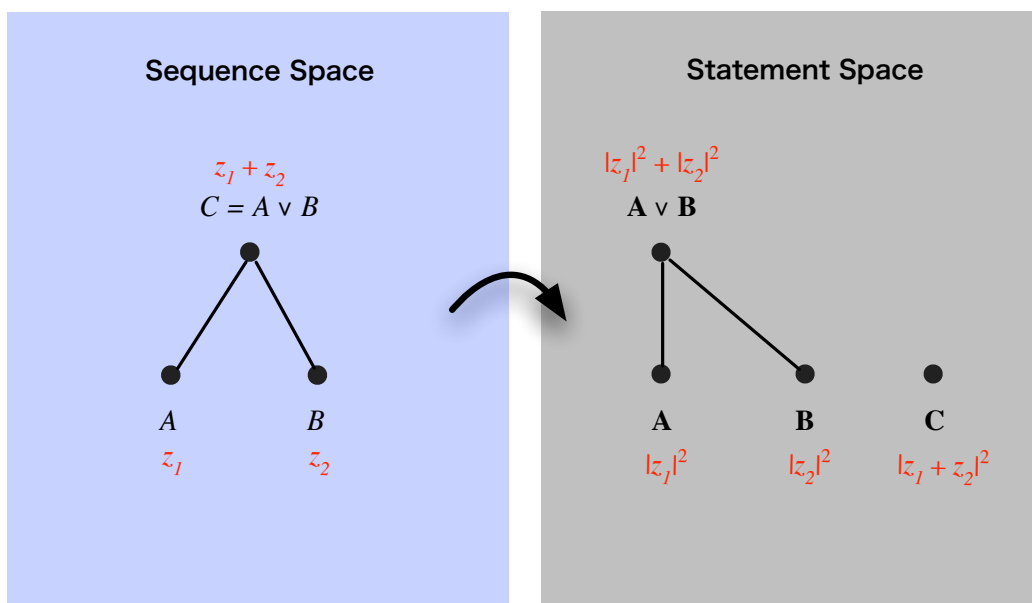 Sequence Space
z₁ + z₂
C = A ∨ B
A
B
z₁
z₂
Statement Space
|z₁|² + |z₂|²
A ∨ B
A
B
C
|z₁|²
|z₂|²
|z₁ + z₂|²